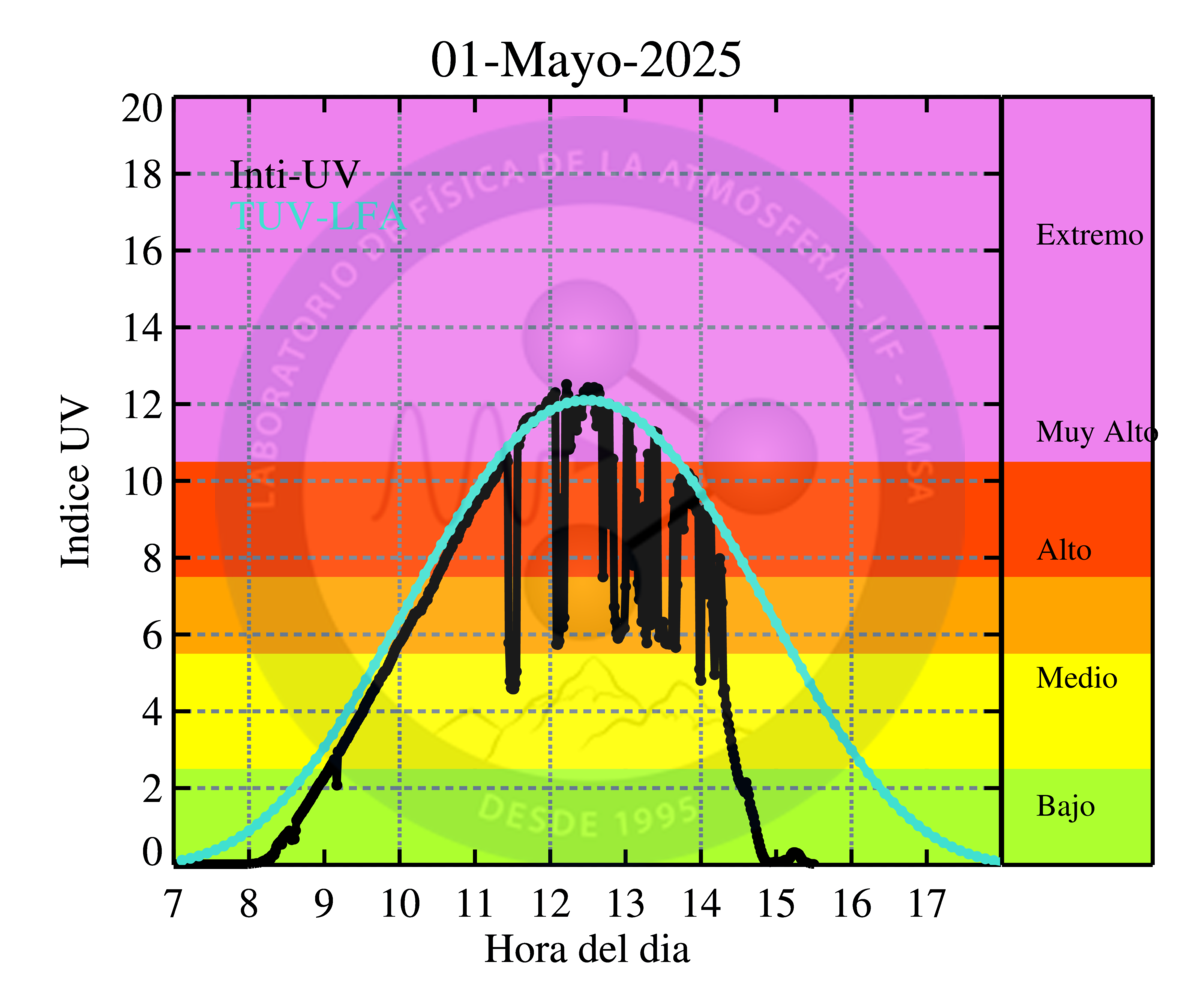 01-Mayo-2025
20
18
16
14
12
10
8
6
4
2
0
Indice UV
Inti-UV
TUV-LFA
LABORATORIO DE FÍSICA DE LA ATMÓSFERA - IIF - UMSA
DESDE 1995
Extremo
Muy Alto
Alto
Medio
Bajo
7 8 9 10 11 12 13 14 15 16 17
Hora del dia